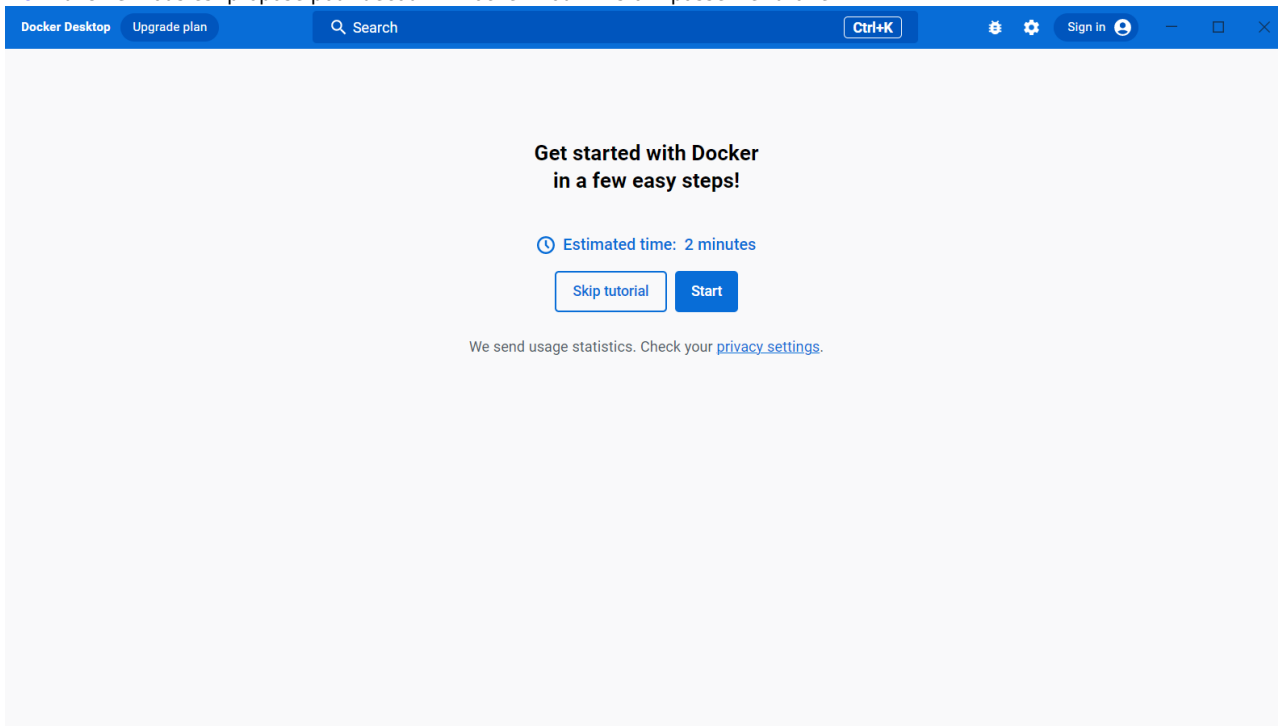 Docker Desktop Upgrade plan Search Ctrl+K Sign in
Get started with Docker
in a few easy steps!
Estimated time: 2 minutes
Skip tutorial Start
We send usage statistics. Check your privacy settings.